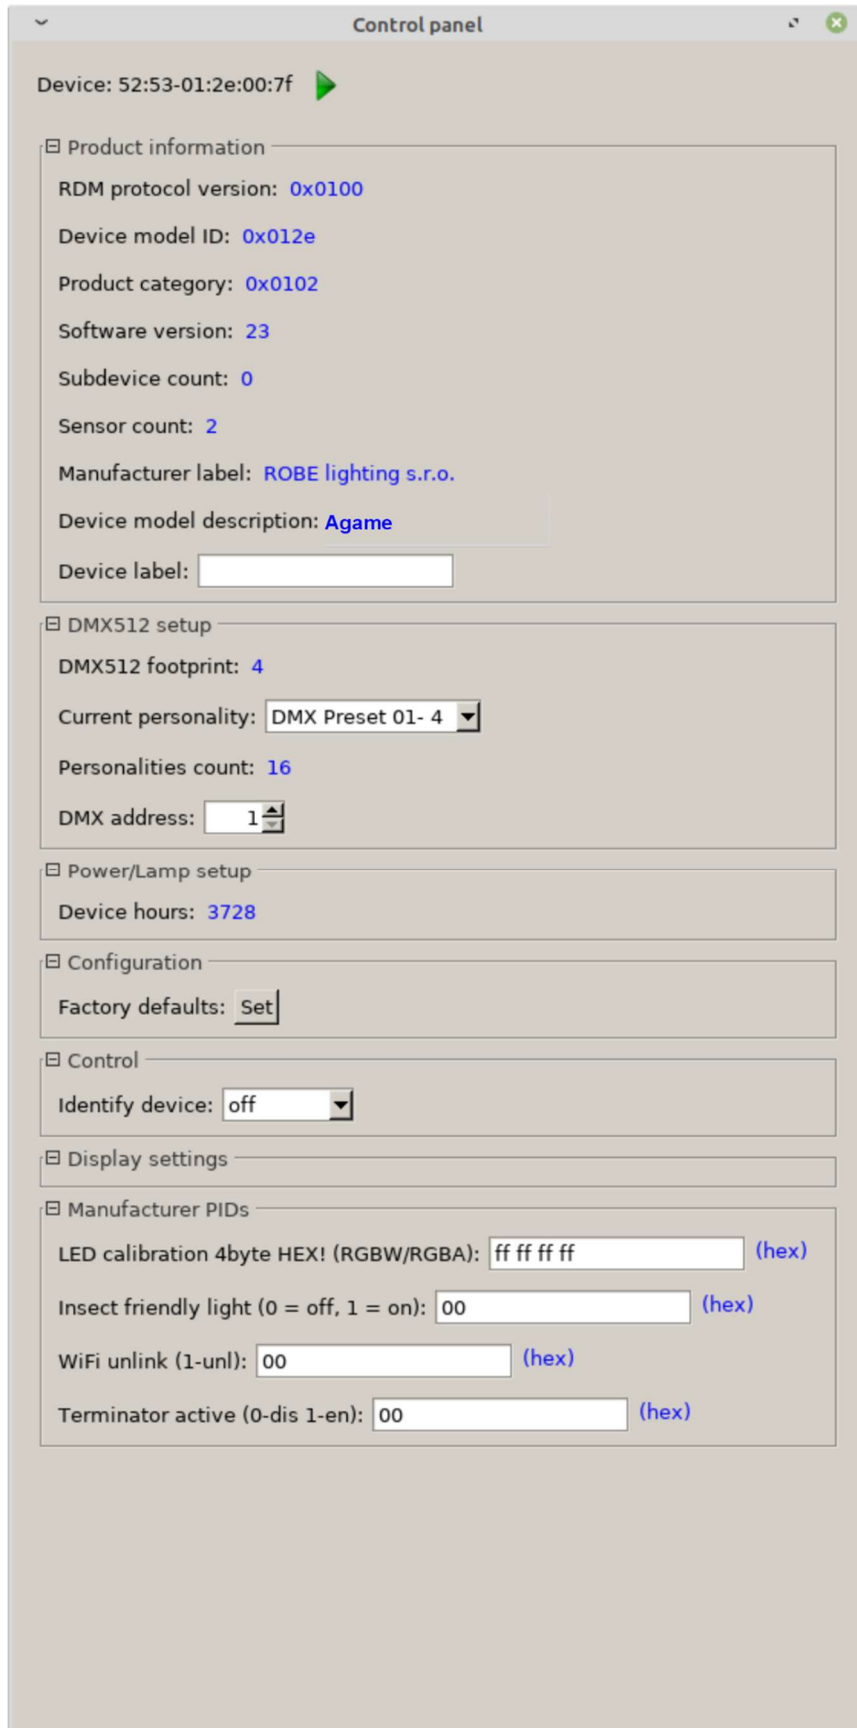 Control panel
Device: 52:53-01:2e:00:7f
Product information
RDM protocol version: 0x0100
Device model ID: 0x012e
Product category: 0x0102
Software version: 23
Subdevice count: 0
Sensor count: 2
Manufacturer label: ROBE lighting s.r.o.
Device model description: Agame
Device label:
DMX512 setup
DMX512 footprint: 4
Current personality: DMX Preset 01- 4
Personalities count: 16
DMX address: 1
Power/Lamp setup
Device hours: 3728
Configuration
Factory defaults: Set
Control
Identify device: off
Display settings
Manufacturer PIDs
LED calibration 4byte HEX! (RGBW/RGBA): ff ff ff ff (hex)
Insect friendly light (0 = off, 1 = on): 00 (hex)
WiFi unlink (1-unl): 00 (hex)
Terminator active (0-dis 1-en): 00 (hex)